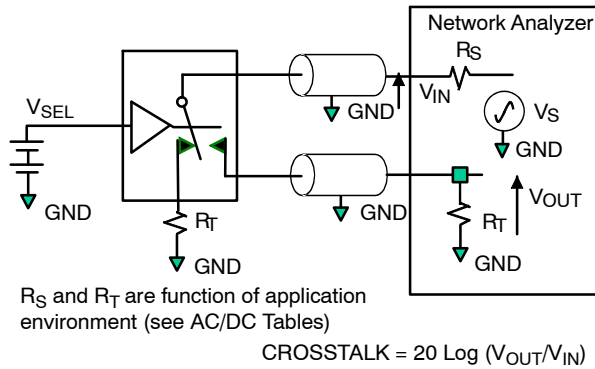 Network Analyzer
RS
VSEL
GND
VIN
VS
GND
GND
RT
GND
GND
RT
VOUT
GND
RS and RT are function of application
environment (see AC/DC Tables)
CROSSTALK = 20 Log (VOUT/VIN)